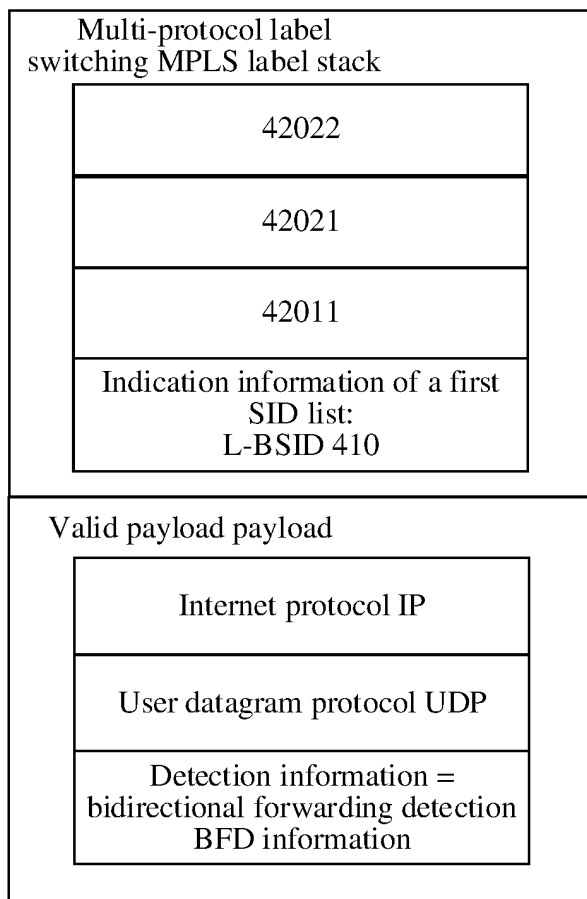 Multi-protocol label
switching MPLS label stack
42022
42021
42011
Indication information of a first
SID list:
L-BSID 410
Valid payload payload
Internet protocol IP
User datagram protocol UDP
Detection information =
bidirectional forwarding detection
BFD information